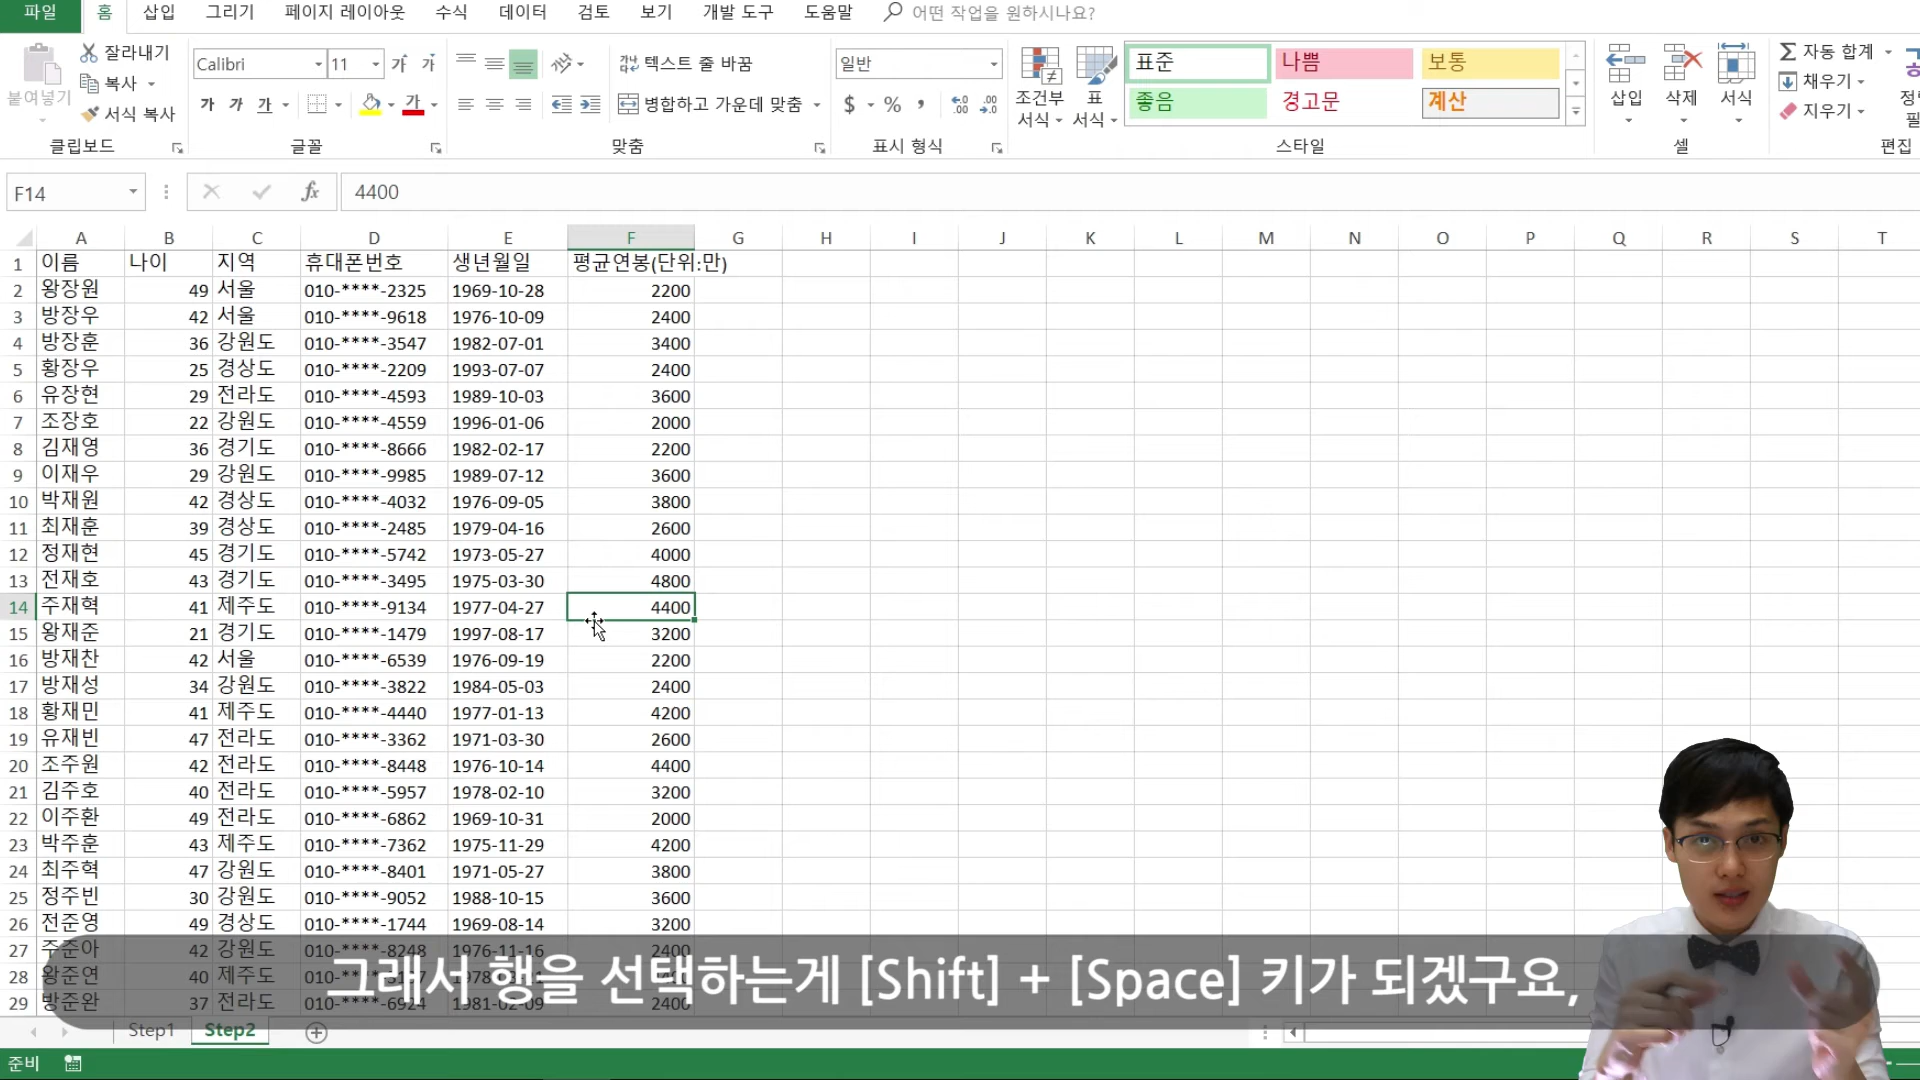 파일 홈 삽입 그리기 페이지 레이아웃 수식 데이터 검토 보기 개발 도구 도움말 어떤 작업을 원하시나요?
붙여넣기 잘라내기 복사 서식 복사
클립보드
Calibri 11 가 가
가 가 가 가
글꼴
텍스트 줄 바꿈
병합하고 가운데 맞춤
맞춤
일반
$ % ,
표시 형식
조건부 서식
표 서식
표준 나쁨 보통
좋음 경고문 계산
스타일
삽입 삭제 서식
셀
자동 합계
채우기
지우기
편집
F14 fx 4400
A B C D E F G H I J K L M N O P Q R S T
1 이름 나이 지역 휴대폰번호 생년월일 평균연봉(단위:만)
2 왕장원 49 서울 010-****-2325 1969-10-28 2200
3 방장우 42 서울 010-****-9618 1976-10-09 2400
4 방장훈 36 강원도 010-****-3547 1982-07-01 3400
5 황장우 25 경상도 010-****-2209 1993-07-07 2400
6 유장현 29 전라도 010-****-4593 1989-10-03 3600
7 조장호 22 강원도 010-****-4559 1996-01-06 2000
8 김재영 36 경기도 010-****-8666 1982-02-17 2200
9 이재우 29 강원도 010-****-9985 1989-07-12 3600
10 박재원 42 경상도 010-****-4032 1976-09-05 3800
11 최재훈 39 경상도 010-****-2485 1979-04-16 2600
12 정재현 45 경기도 010-****-5742 1973-05-27 4000
13 전재호 43 경기도 010-****-3495 1975-03-30 4800
14 주재혁 41 제주도 010-****-9134 1977-04-27 4400
15 왕재준 21 경기도 010-****-1479 1997-08-17 3200
16 방재찬 42 서울 010-****-6539 1976-09-19 2200
17 방재성 34 강원도 010-****-3822 1984-05-03 2400
18 황재민 41 제주도 010-****-4440 1977-01-13 4200
19 유재빈 47 전라도 010-****-3362 1971-03-30 2600
20 조주원 42 전라도 010-****-8448 1976-10-14 4400
21 김주호 40 전라도 010-****-5957 1978-02-10 3200
22 이주환 49 전라도 010-****-6862 1969-10-31 2000
23 박주훈 43 제주도 010-****-7362 1975-11-29 4200
24 최주혁 47 강원도 010-****-8401 1971-05-27 3800
25 정주빈 30 강원도 010-****-9052 1988-10-15 3600
26 전준영 49 경상도 010-****-1744 1969-08-14 3200
27 주준아 42 강원도 010-****-8248 1976-11-16 2400
28 왕준연 40 제주도
29 방준완 37 전라도 010-****-6924 1981-02-09 2400
그래서 행을 선택하는게 [Shift] + [Space] 키가 되겠구요,
Step1 Step2
준비